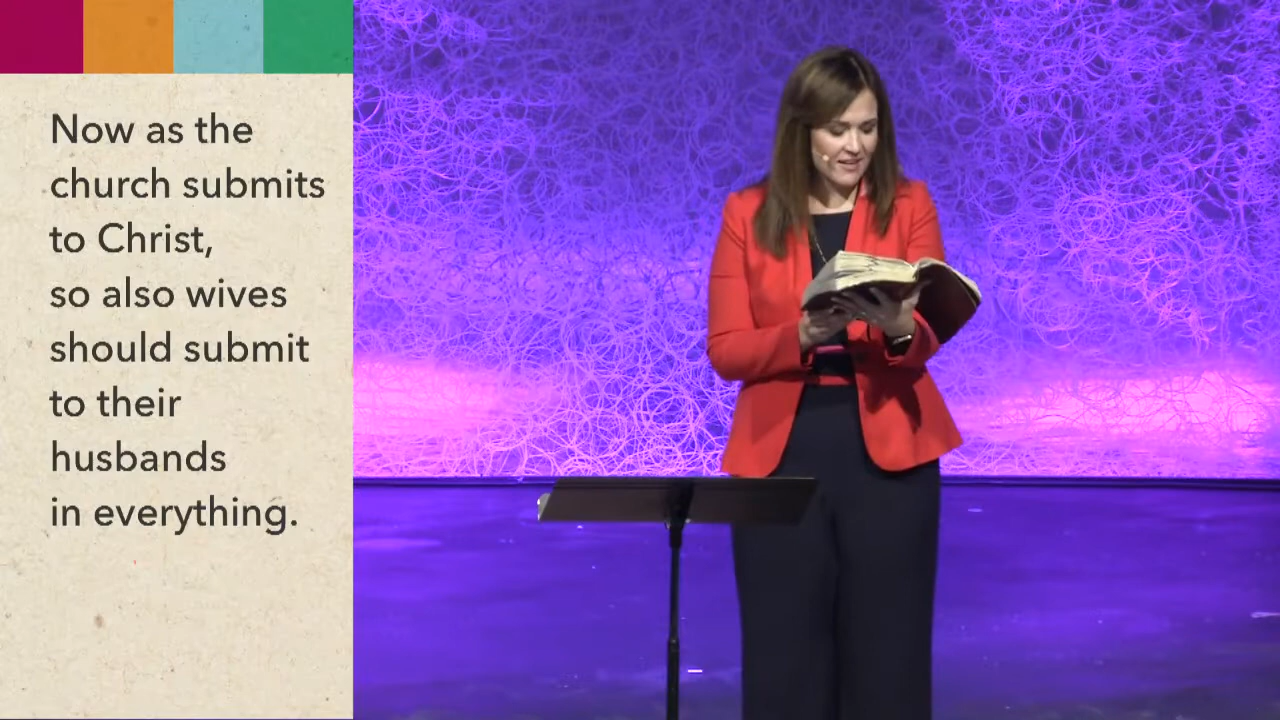 Now as the
church submits
to Christ,
so also wives
should submit
to their
husbands
in everything.